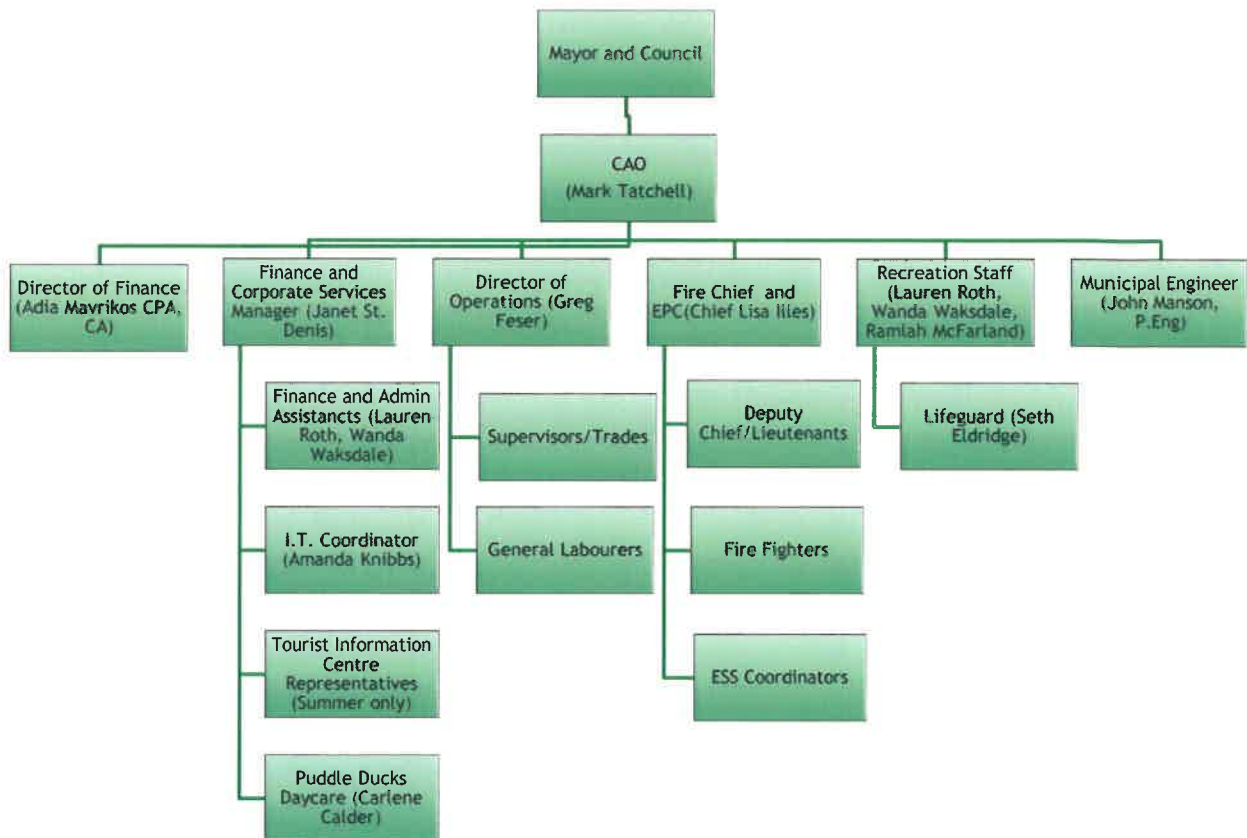 Mayor and Council
CAO
(Mark Tatchell)
Director of Finance
(Adia Mavrikos CPA,
CA)
Finance and
Corporate Services
Manager (Janet St.
Denis)
Director of
Operations (Greg
Feser)
Fire Chief and
EPC(Chief Lisa Iiles)
Recreation Staff
(Lauren Roth,
Wanda Waksdale,
Ramlah McFarland)
Municipal Engineer
(John Manson,
P.Eng)
Finance and Admin
Assistancts (Lauren
Roth, Wanda
Waksdale)
Supervisors/Trades
Deputy
Chief/Lieutenants
Lifeguard (Seth
Eldridge)
I.T. Coordinator
(Amanda Knibbs)
General Labourers
Fire Fighters
Tourist Information
Centre
Representatives
(Summer only)
ESS Coordinators
Puddle Ducks
Daycare (Carlene
Calder)